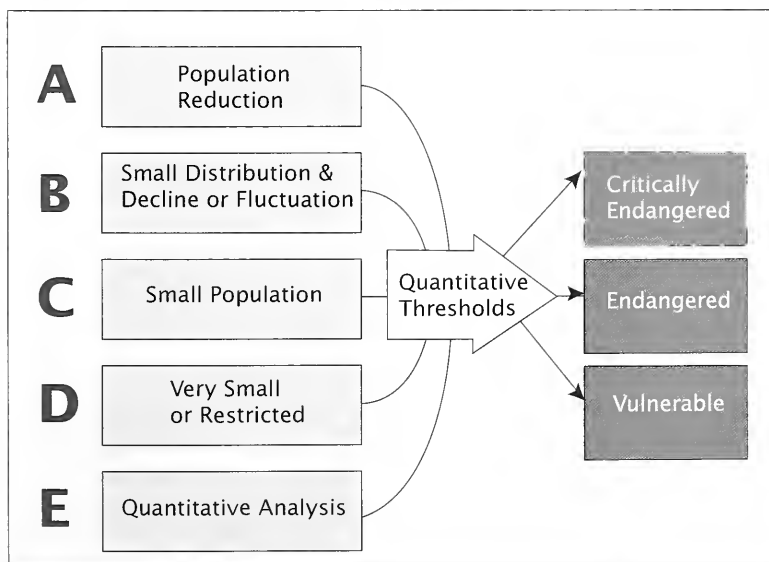 A
Population
Reduction
B
Small Distribution &
Decline or Fluctuation
C
Small Population
D
Very Small
or Restricted
E
Quantitative Analysis
Quantitative
Thresholds
Critically
Endangered
Endangered
Vulnerable